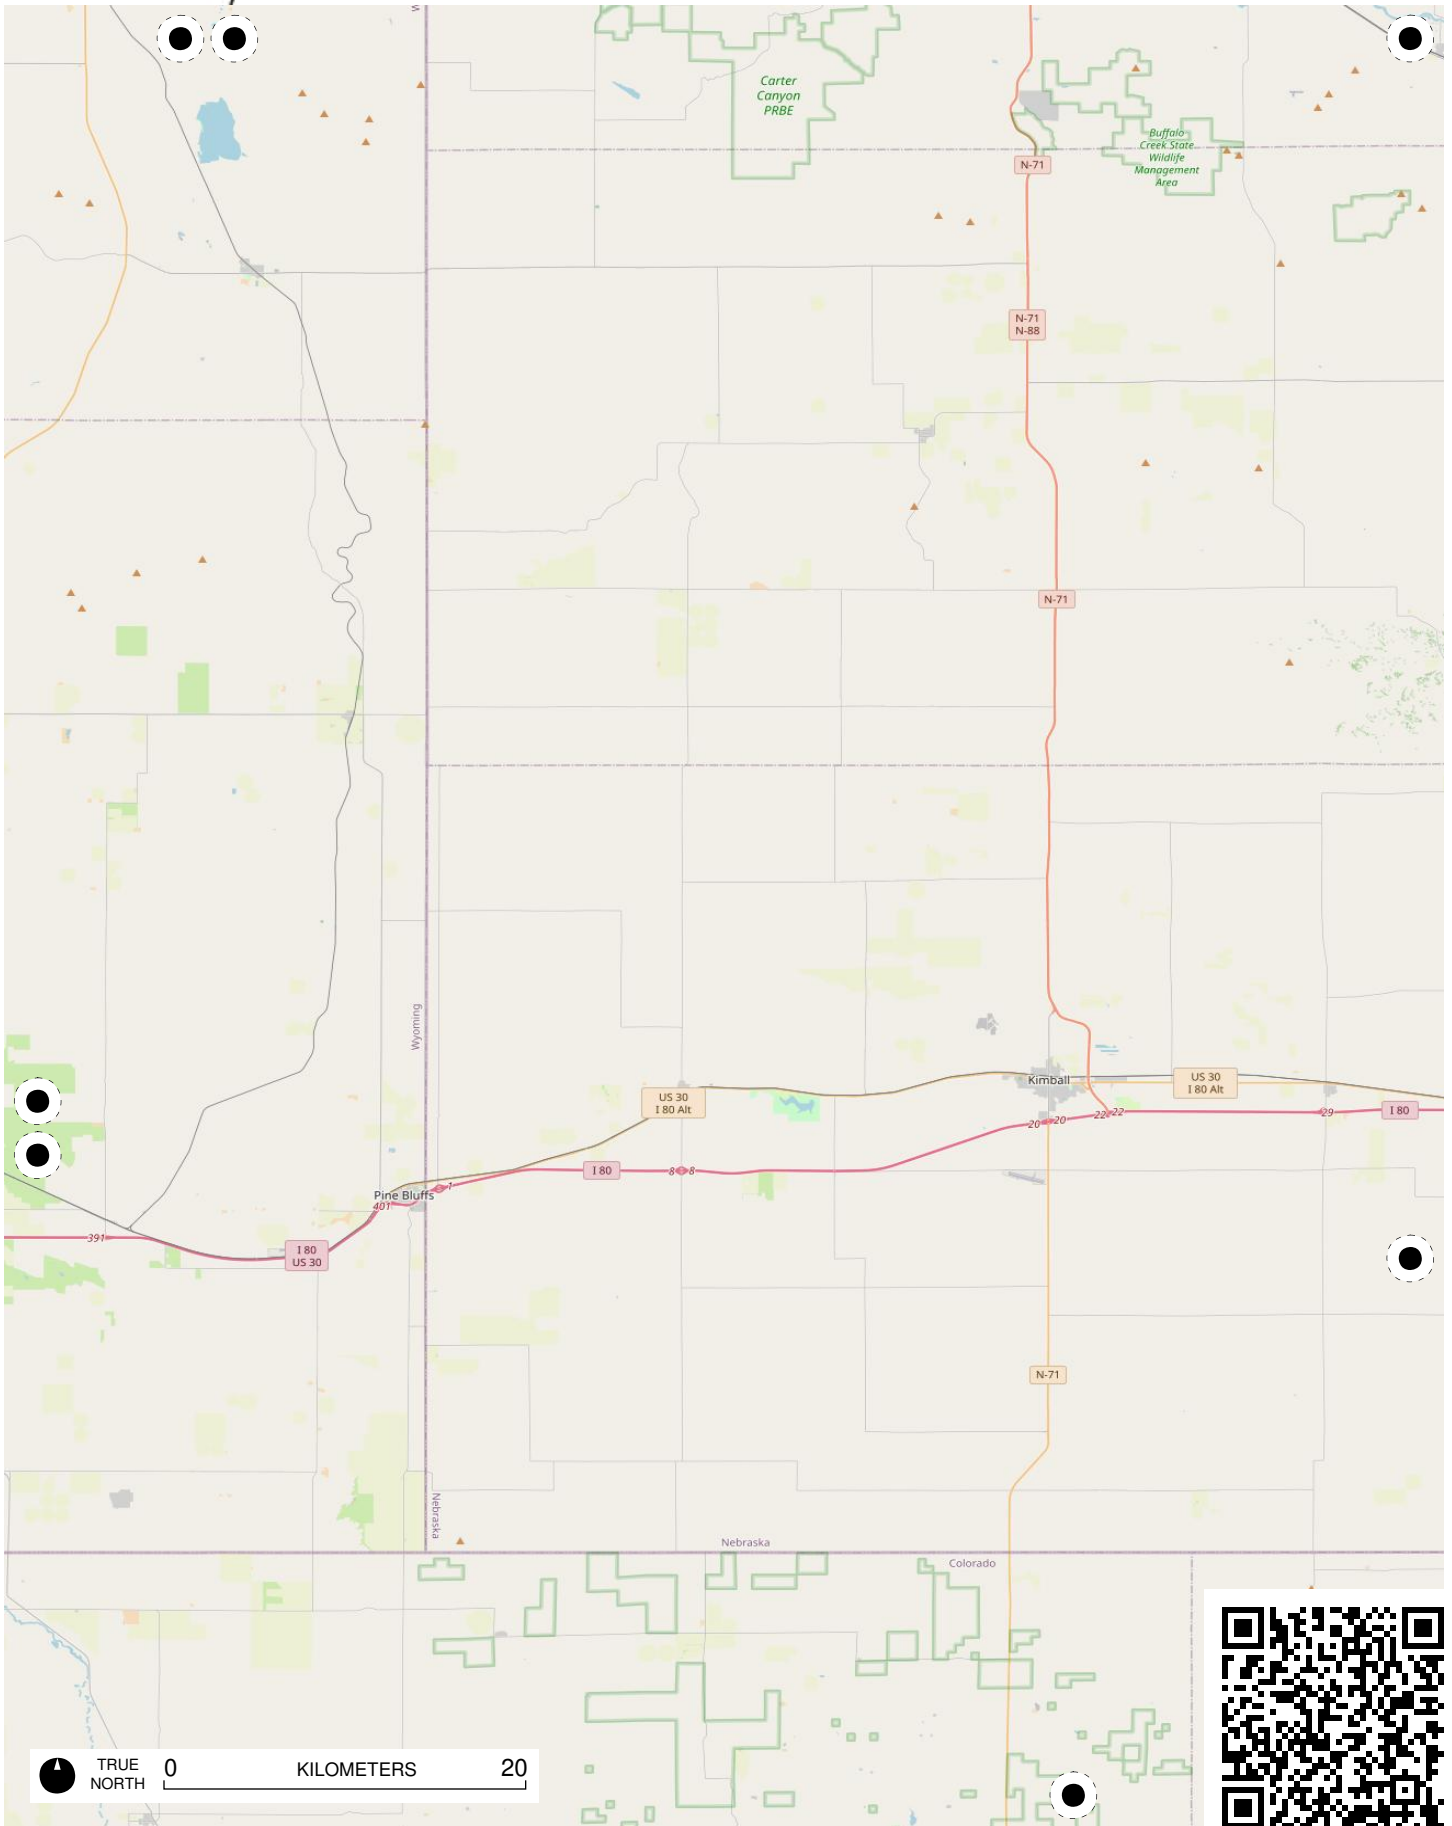 Carter
Canyon
PRBE
Buffalo
Creek State
Wildlife
Management
Area
N-71
N-71
N-88
N-71
Wyoming
Kimball
US 30
I 80 Alt
US 30
I 80 Alt
22 22
29
I 80
20 20
I 80
8 8
1
Pine Bluffs
401
391
I 80
US 30
N-71
Nebraska
Nebraska
Colorado
TRUE
NORTH
0 KILOMETERS 20